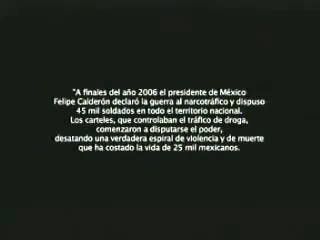 "A finales del año 2006 el presidente de México
Felipe Calderón declaró la guerra al narcotráfico y dispuso
45 mil soldados en todo el territorio nacional.
Los carteles, que controlaban el tráfico de droga,
comenzaron a disputarse el poder,
desatando una verdadera espiral de violencia y de muerte
que ha costado la vida de 25 mil mexicanos.